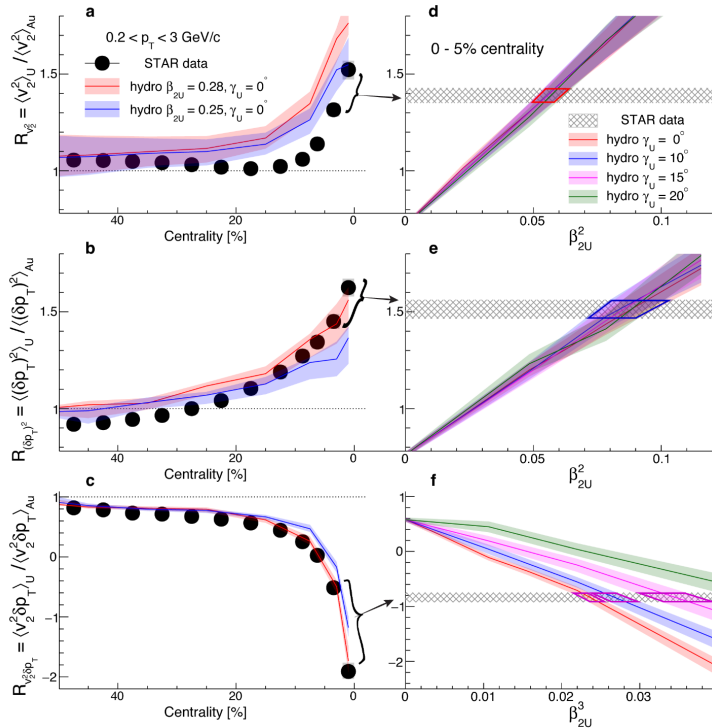 a
0.2 < p_T < 3 GeV/c
STAR data
hydro β_2U = 0.28, γ_U = 0°
hydro β_2U = 0.25, γ_U = 0°
R_{v_2^2} = ⟨v_2^2⟩_U / ⟨v_2^2⟩_Au
1.5
1
40
20
0
Centrality [%]
d
0 - 5% centrality
STAR data
hydro γ_U = 0°
hydro γ_U = 10°
hydro γ_U = 15°
hydro γ_U = 20°
0
0.05
0.1
β_2U^2
b
R_{(δp_T)^2} = ⟨(δp_T)^2⟩_U / ⟨(δp_T)^2⟩_Au
1.5
1
40
20
0
Centrality [%]
e
1.5
1
0
0.05
0.1
β_2U^2
c
R_{v_2^2 δp_T} = ⟨v_2^2 δp_T⟩_U / ⟨v_2^2 δp_T⟩_Au
1
0
−1
−2
40
20
0
Centrality [%]
f
0
−1
−2
0
0.01
0.02
0.03
β_2U^3